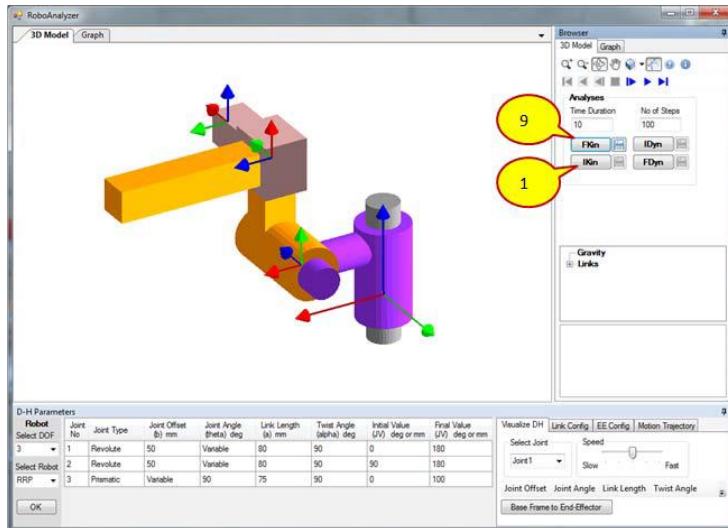 RoboAnalyzer
3D Model Graph
Browser
3D Model Graph
Analyses
Time Duration No of Steps
10 100
FKin IDyn
IKin FDyn
9
1
Gravity
Links
D-H Parameters
Robot
Select DOF
3
Select Robot
RRP
OK
Joint No Joint Type Joint Offset (b) mm Joint Angle (theta) deg Link Length (a) mm Twist Angle (alpha) deg Initial Value (JV) deg or mm Final Value (JV) deg or mm
1 Revolute 50 Variable 80 90 0 180
2 Revolute 50 Variable 80 90 90 180
3 Prismatic Variable 90 75 90 0 100
Visualize DH Link Config EE Config Motion Trajectory
Select Joint Speed
Joint1
Slow Fast
Joint Offset Joint Angle Link Length Twist Angle
Base Frame to End-Effector